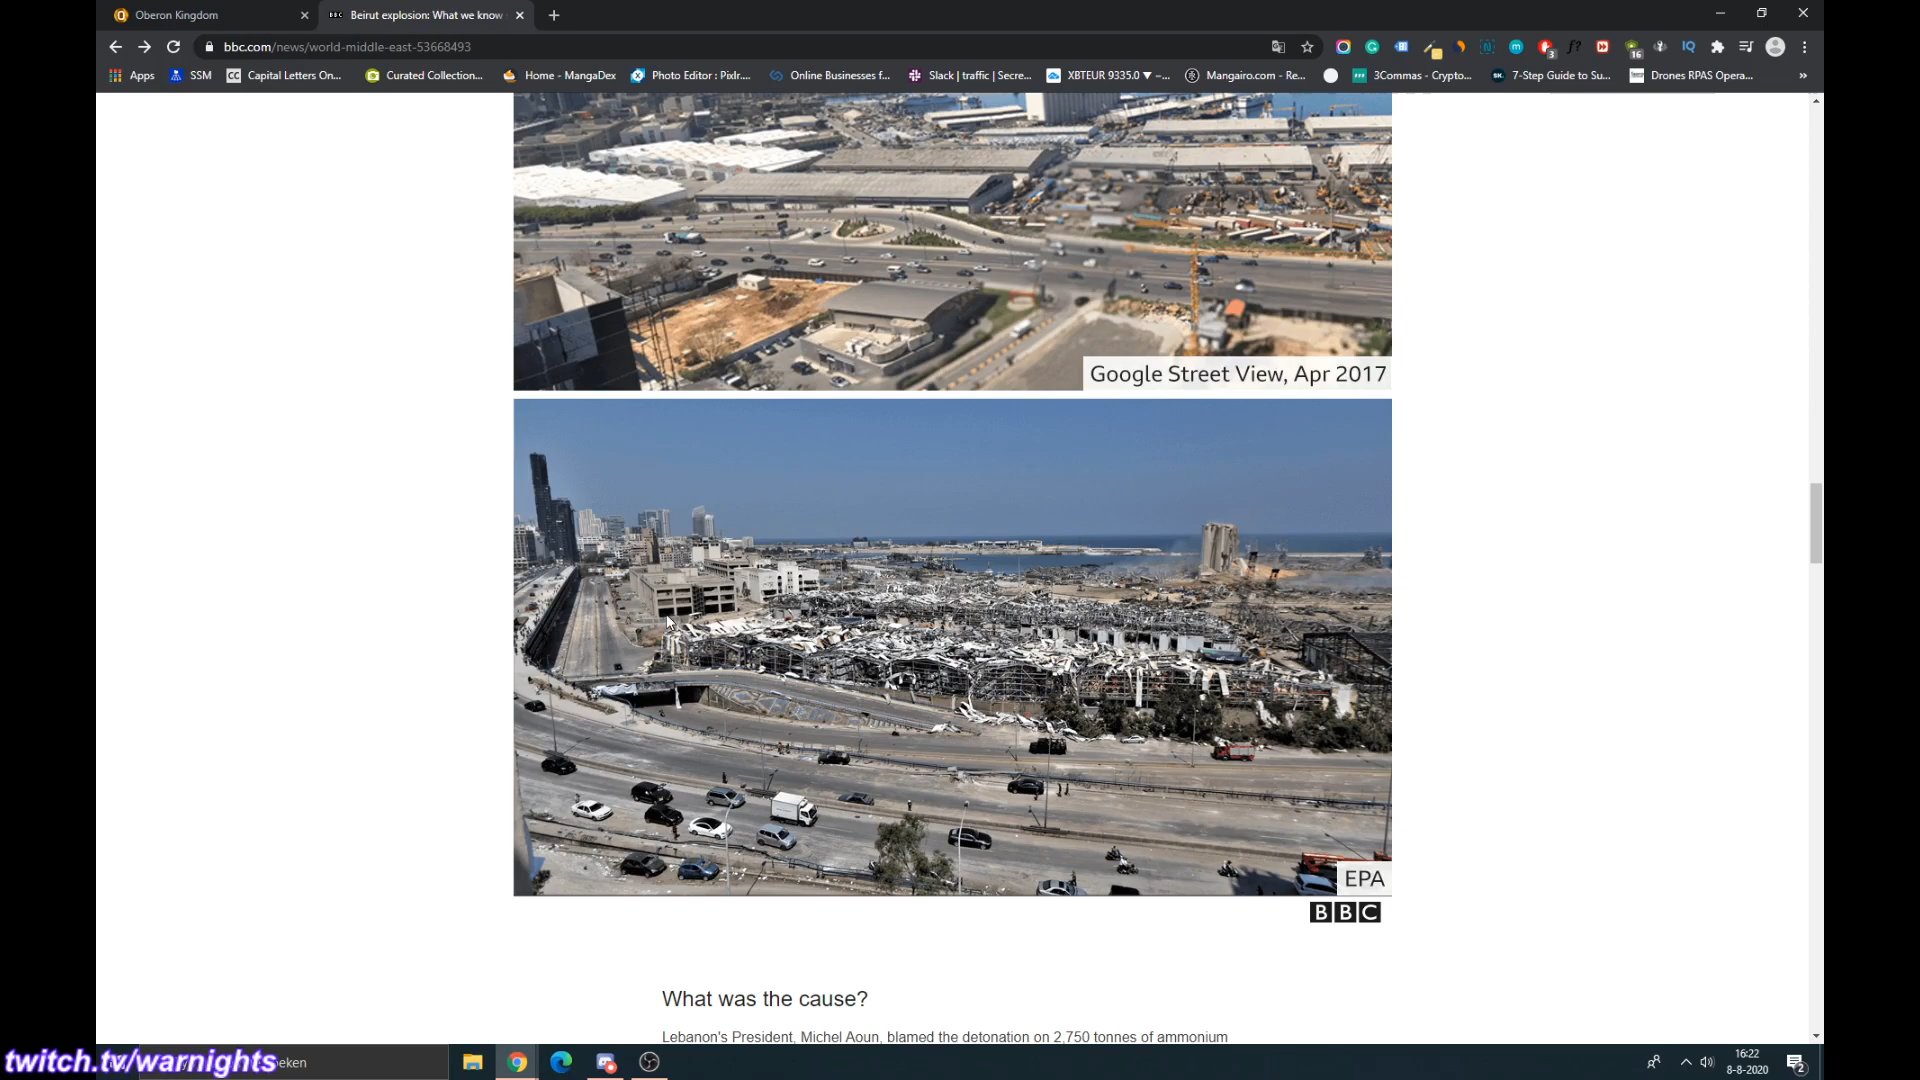 Oberon Kingdom
BBC Beirut explosion: What we know
bbc.com/news/world-middle-east-53668493
Apps SSM Capital Letters On... Curated Collection... Home - MangaDex Photo Editor : Pixlr... Online Businesses f... Slack | traffic | Secre... XBTEUR 9335.0 ▼ –... Mangairo.com - Re... 3Commas - Crypto... 7-Step Guide to Su... Drones RPAS Opera... »
Google Street View, Apr 2017
EPA
BBC
What was the cause?
Lebanon's President, Michel Aoun, blamed the detonation on 2,750 tonnes of ammonium
twitch.tv/warnights
eken
16:22
8-8-2020
2